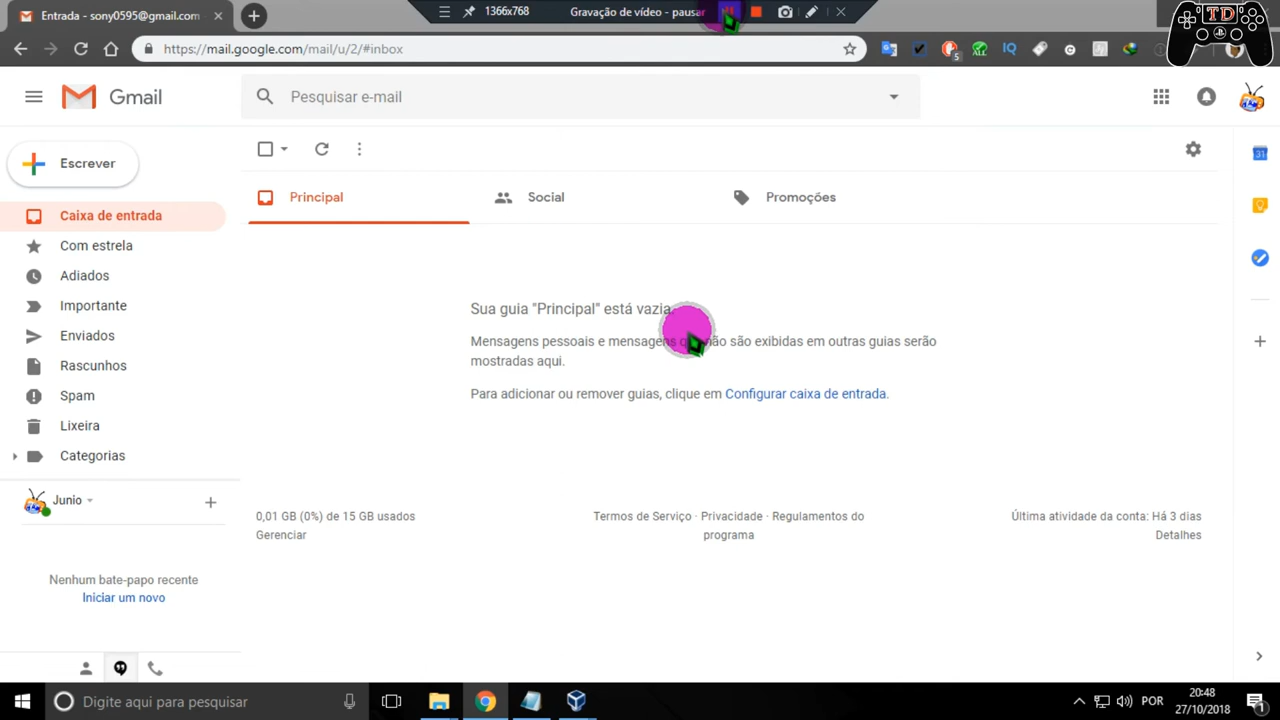 Entrada - sony0595@gmail.com
1366x768
Gravação de vídeo - pausar
TD
https://mail.google.com/mail/u/2/#inbox
5
Gmail
Pesquisar e-mail
Escrever
31
Principal
Social
Promoções
Caixa de entrada
Com estrela
Adiados
Importante
Enviados
Rascunhos
Spam
Lixeira
Categorias
Sua guia "Principal" está vazia.
Mensagens pessoais e mensagens que não são exibidas em outras guias serão
mostradas aqui.
Para adicionar ou remover guias, clique em Configurar caixa de entrada.
Junio
0,01 GB (0%) de 15 GB usados
Gerenciar
Termos de Serviço · Privacidade · Regulamentos do
programa
Última atividade da conta: Há 3 dias
Detalhes
Nenhum bate-papo recente
Iniciar um novo
Digite aqui para pesquisar
POR
20:48
27/10/2018
1